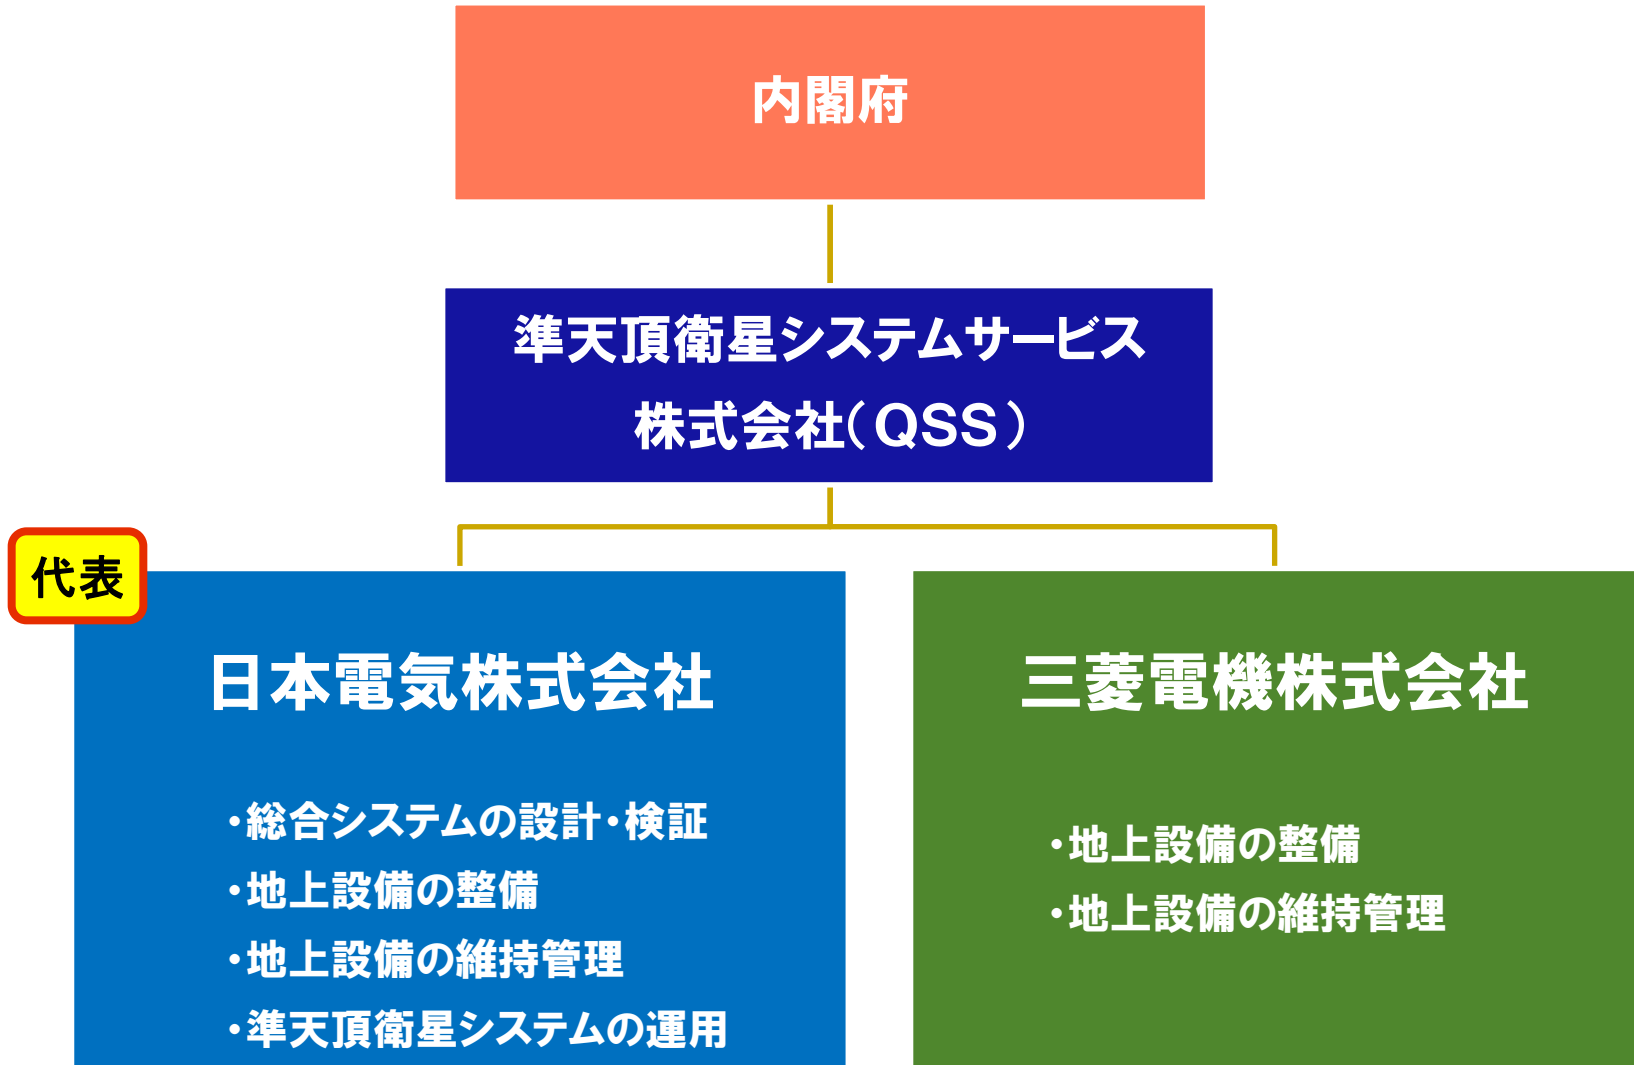 内閣府
準天頂衛星システムサービス
株式会社（QSS）
代表
日本電気株式会社
・総合システムの設計・検証
・地上設備の整備
・地上設備の維持管理
・準天頂衛星システムの運用
三菱電機株式会社
・地上設備の整備
・地上設備の維持管理